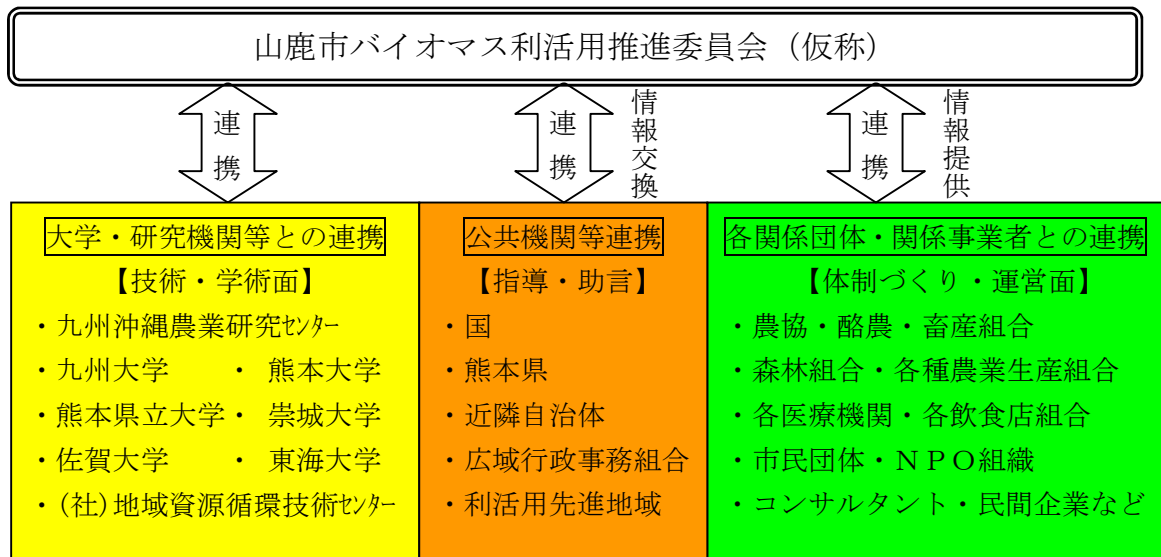 山鹿市バイオマス利活用推進委員会（仮称）
連携
連携
情報交換
連携
情報提供
大学・研究機関等との連携
【技術・学術面】
・九州沖縄農業研究ｾﾝﾀｰ
・九州大学　　・ 熊本大学
・熊本県立大学・ 崇城大学
・佐賀大学　　・ 東海大学
・(社)地域資源循環技術ｾﾝﾀｰ
公共機関等連携
【指導・助言】
・国
・熊本県
・近隣自治体
・広域行政事務組合
・利活用先進地域
各関係団体・関係事業者との連携
【体制づくり・運営面】
・農協・酪農・畜産組合
・森林組合・各種農業生産組合
・各医療機関・各飲食店組合
・市民団体・ＮＰＯ組織
・コンサルタント・民間企業など